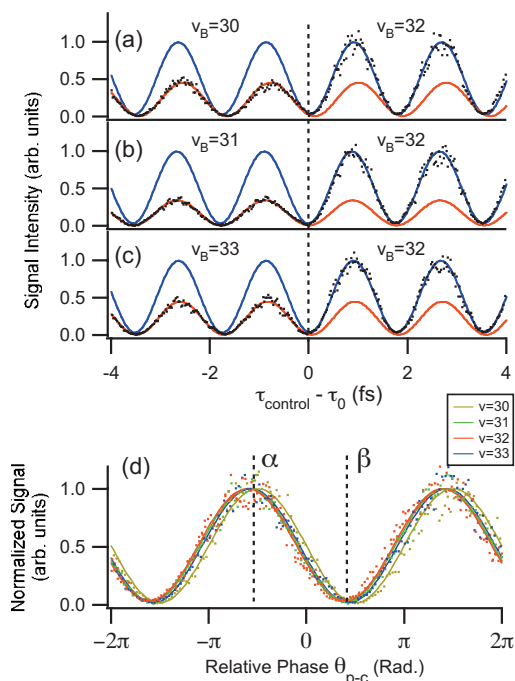 (a) v_B=30 v_B=32
1.0
0.5
0
(b) v_B=31 v_B=32
1.0
0.5
0
(c) v_B=33 v_B=32
1.0
0.5
0
Signal Intensity (arb. units)
-4 -2 0 2 4
τ_control - τ_0 (fs)
v=30
v=31
v=32
v=33
(d) α β
1.0
0.5
0.0
Normalized Signal
(arb. units)
−2π −π 0 π 2π
Relative Phase θ_p-c (Rad.)